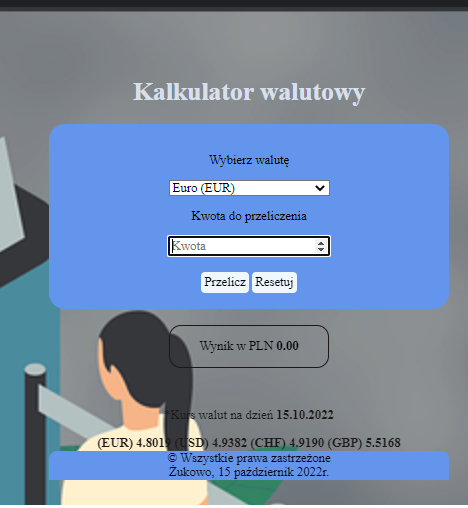 Kalkulator walutowy
Wybierz walutę
Euro (EUR)
Kwota do przeliczenia
Kwota
Przelicz Resetuj
Wynik w PLN 0.00
*Kurs walut na dzień 15.10.2022
(EUR) 4.8019 (USD) 4.9382 (CHF) 4.9190 (GBP) 5.5168
© Wszystkie prawa zastrzeżone
Żukowo, 15 październik 2022r.